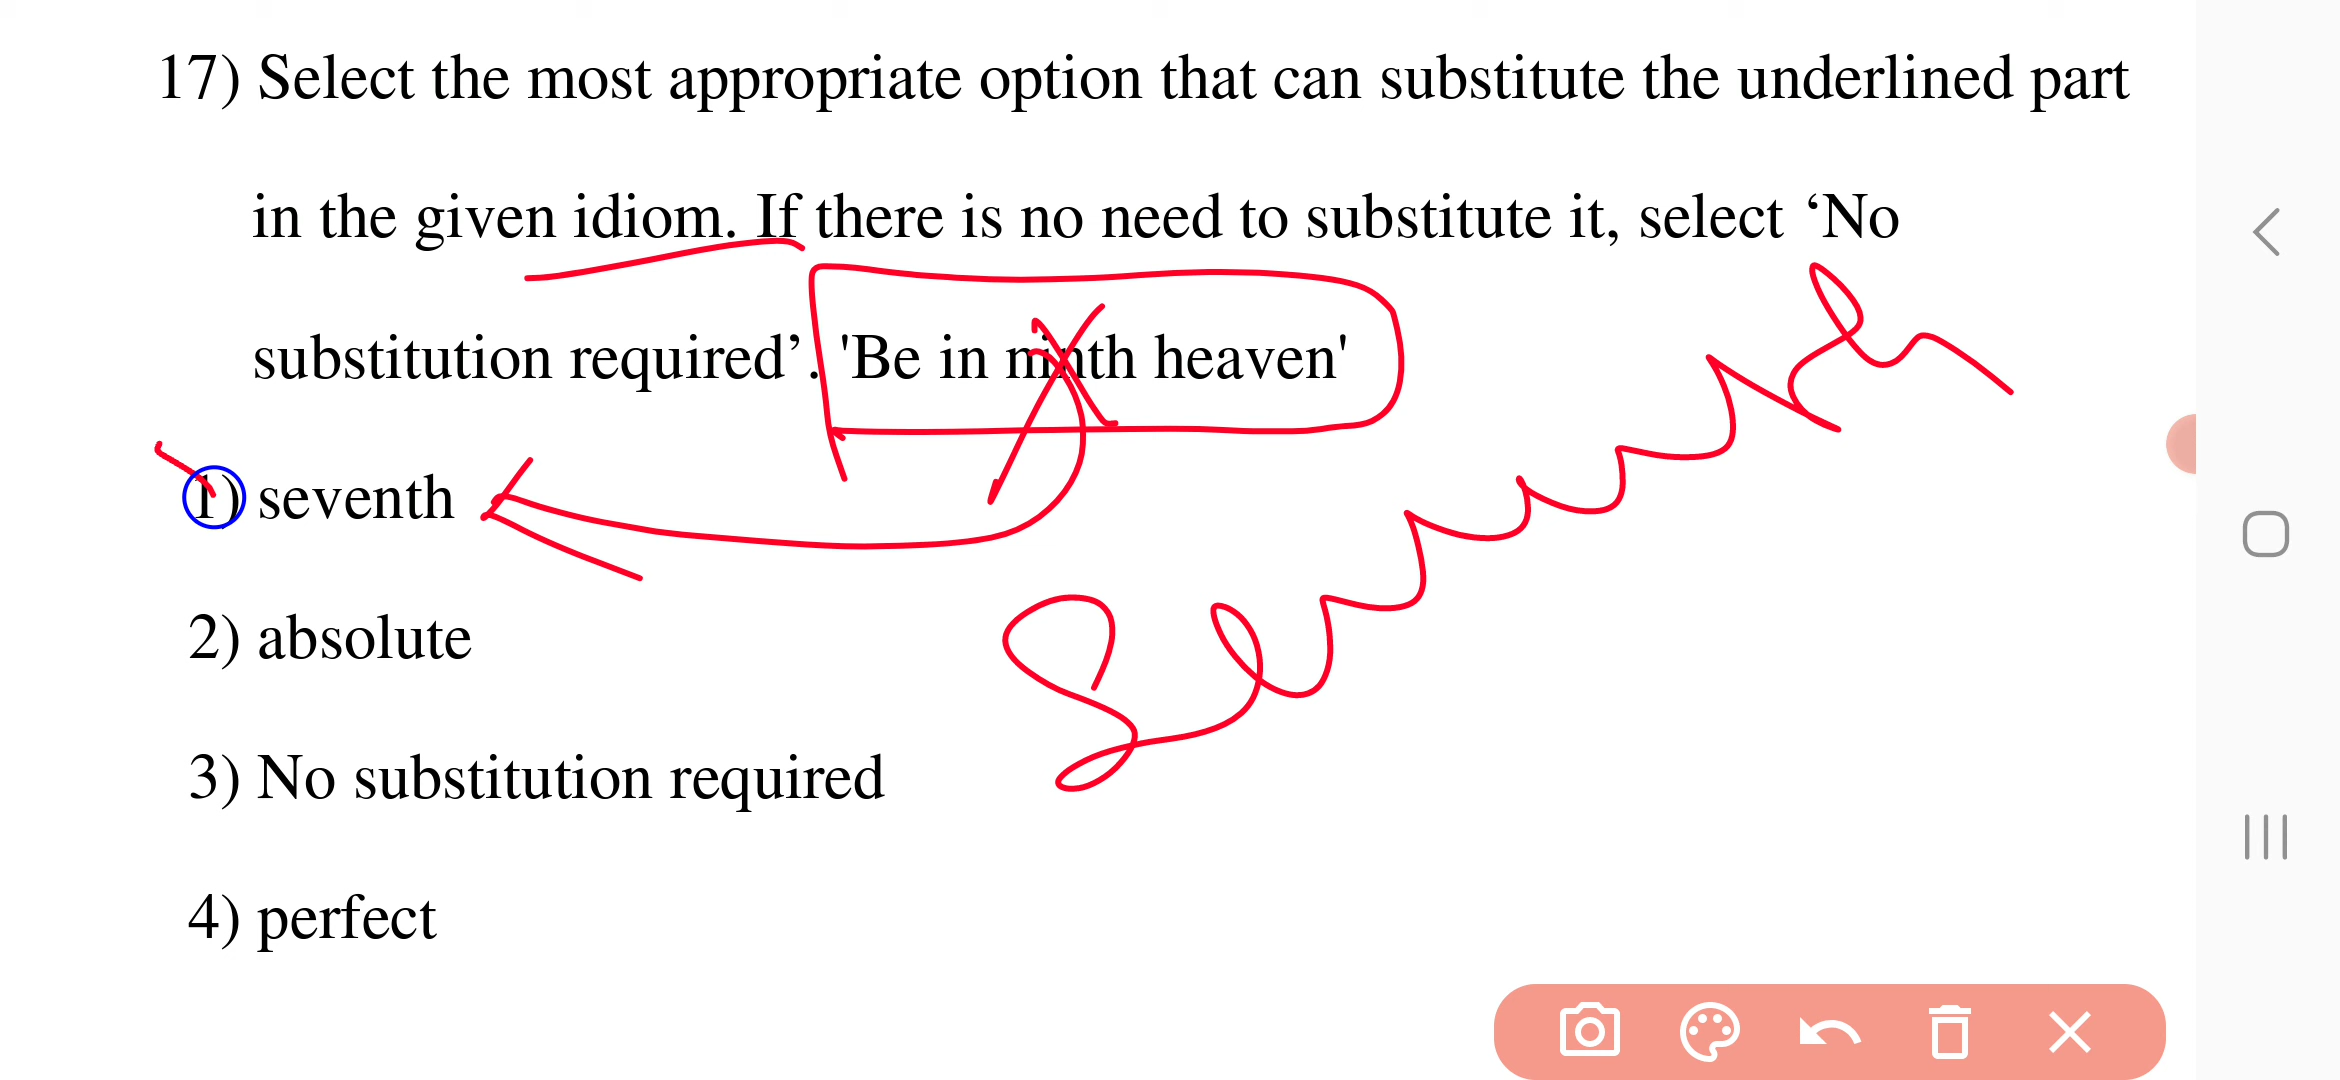 17) Select the most appropriate option that can substitute the underlined part
in the given idiom. If there is no need to substitute it, select ‘No
substitution required’. 'Be in ninth heaven'
1) seventh
2) absolute
3) No substitution required
4) perfect